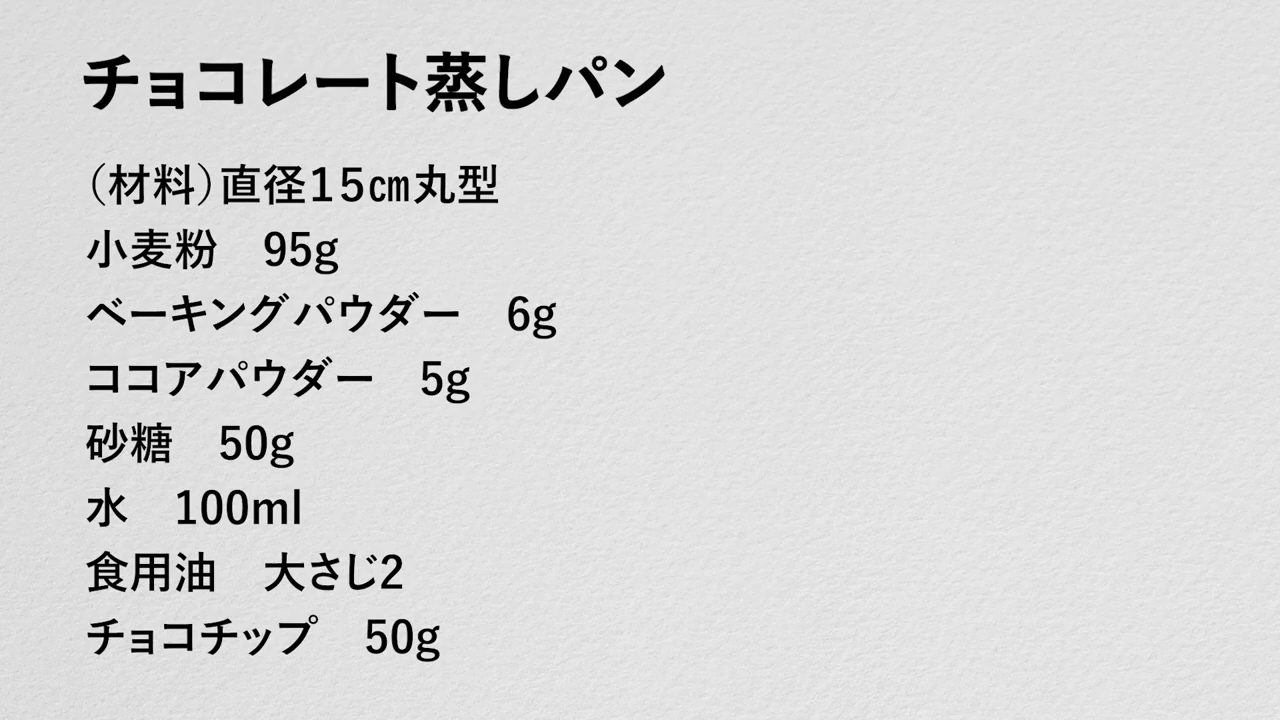 チョコレート蒸しパン
（材料）直径15㎝丸型
小麦粉　95g
ベーキングパウダー　6g
ココアパウダー　5g
砂糖　50g
水　100ml
食用油　大さじ2
チョコチップ　50g